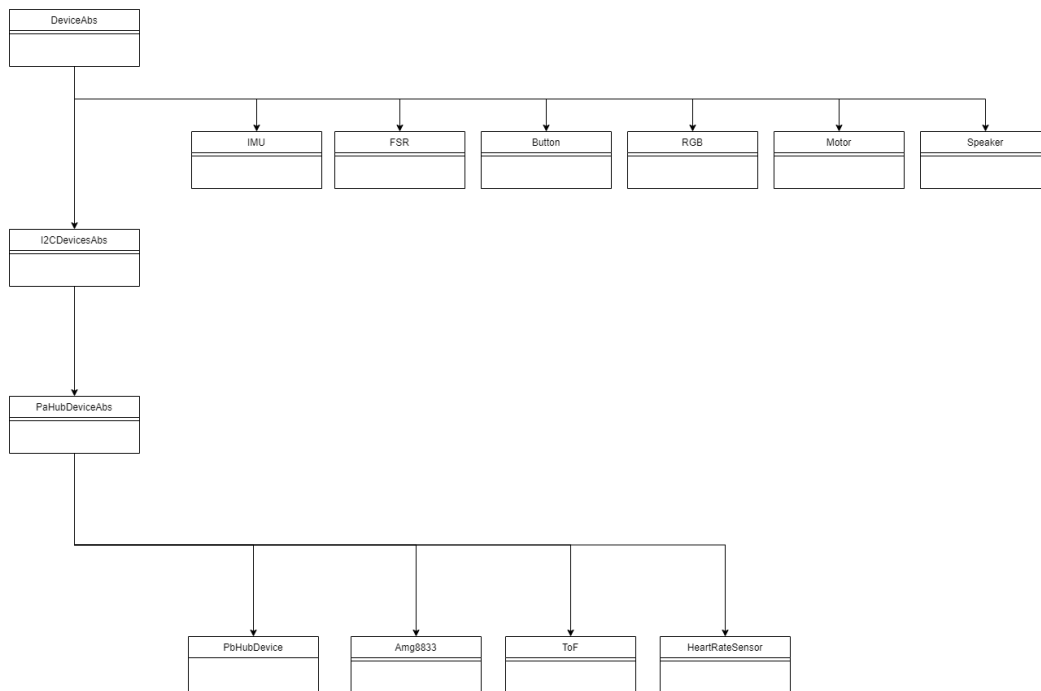 DeviceAbs
IMU
FSR
Button
RGB
Motor
Speaker
I2CDevicesAbs
PaHubDeviceAbs
PbHubDevice
Amg8833
ToF
HeartRateSensor